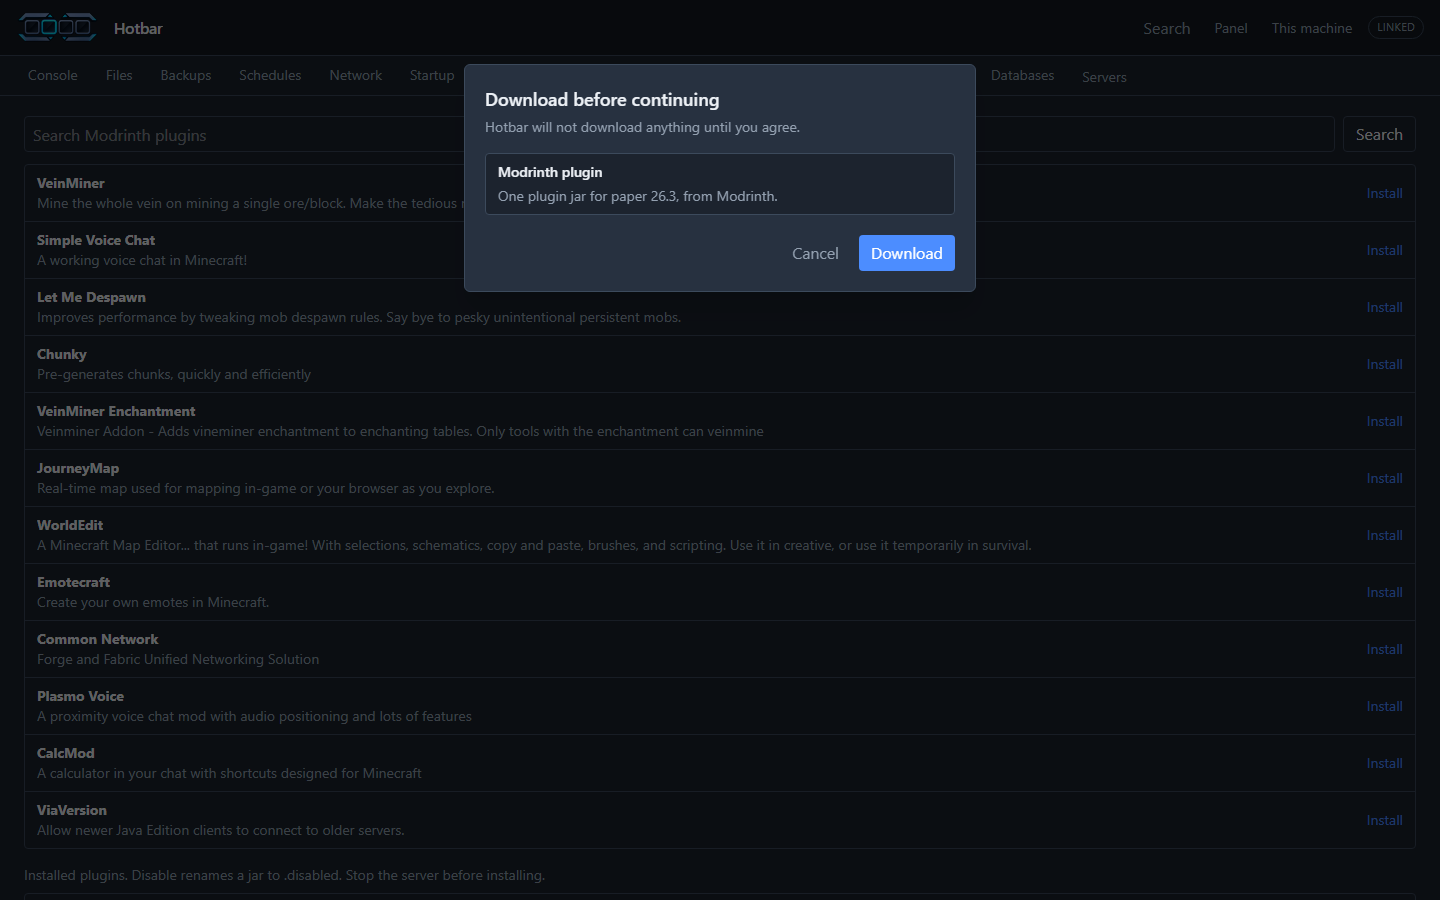 Hotbar
Search
Panel
This machine
LINKED
Console
Files
Backups
Schedules
Network
Startup
Databases
Servers
Download before continuing
Hotbar will not download anything until you agree.
Modrinth plugin
One plugin jar for paper 26.3, from Modrinth.
Cancel
Download
Search Modrinth plugins
Search
VeinMiner
Mine the whole vein on mining a single ore/block. Make the tedious
Install
Simple Voice Chat
A working voice chat in Minecraft!
Install
Let Me Despawn
Improves performance by tweaking mob despawn rules. Say bye to pesky unintentional persistent mobs.
Install
Chunky
Pre-generates chunks, quickly and efficiently
Install
VeinMiner Enchantment
Veinminer Addon - Adds vineminer enchantment to enchanting tables. Only tools with the enchantment can veinmine
Install
JourneyMap
Real-time map used for mapping in-game or your browser as you explore.
Install
WorldEdit
A Minecraft Map Editor... that runs in-game! With selections, schematics, copy and paste, brushes, and scripting. Use it in creative, or use it temporarily in survival.
Install
Emotecraft
Create your own emotes in Minecraft.
Install
Common Network
Forge and Fabric Unified Networking Solution
Install
Plasmo Voice
A proximity voice chat mod with audio positioning and lots of features
Install
CalcMod
A calculator in your chat with shortcuts designed for Minecraft
Install
ViaVersion
Allow newer Java Edition clients to connect to older servers.
Install
Installed plugins. Disable renames a jar to .disabled. Stop the server before installing.